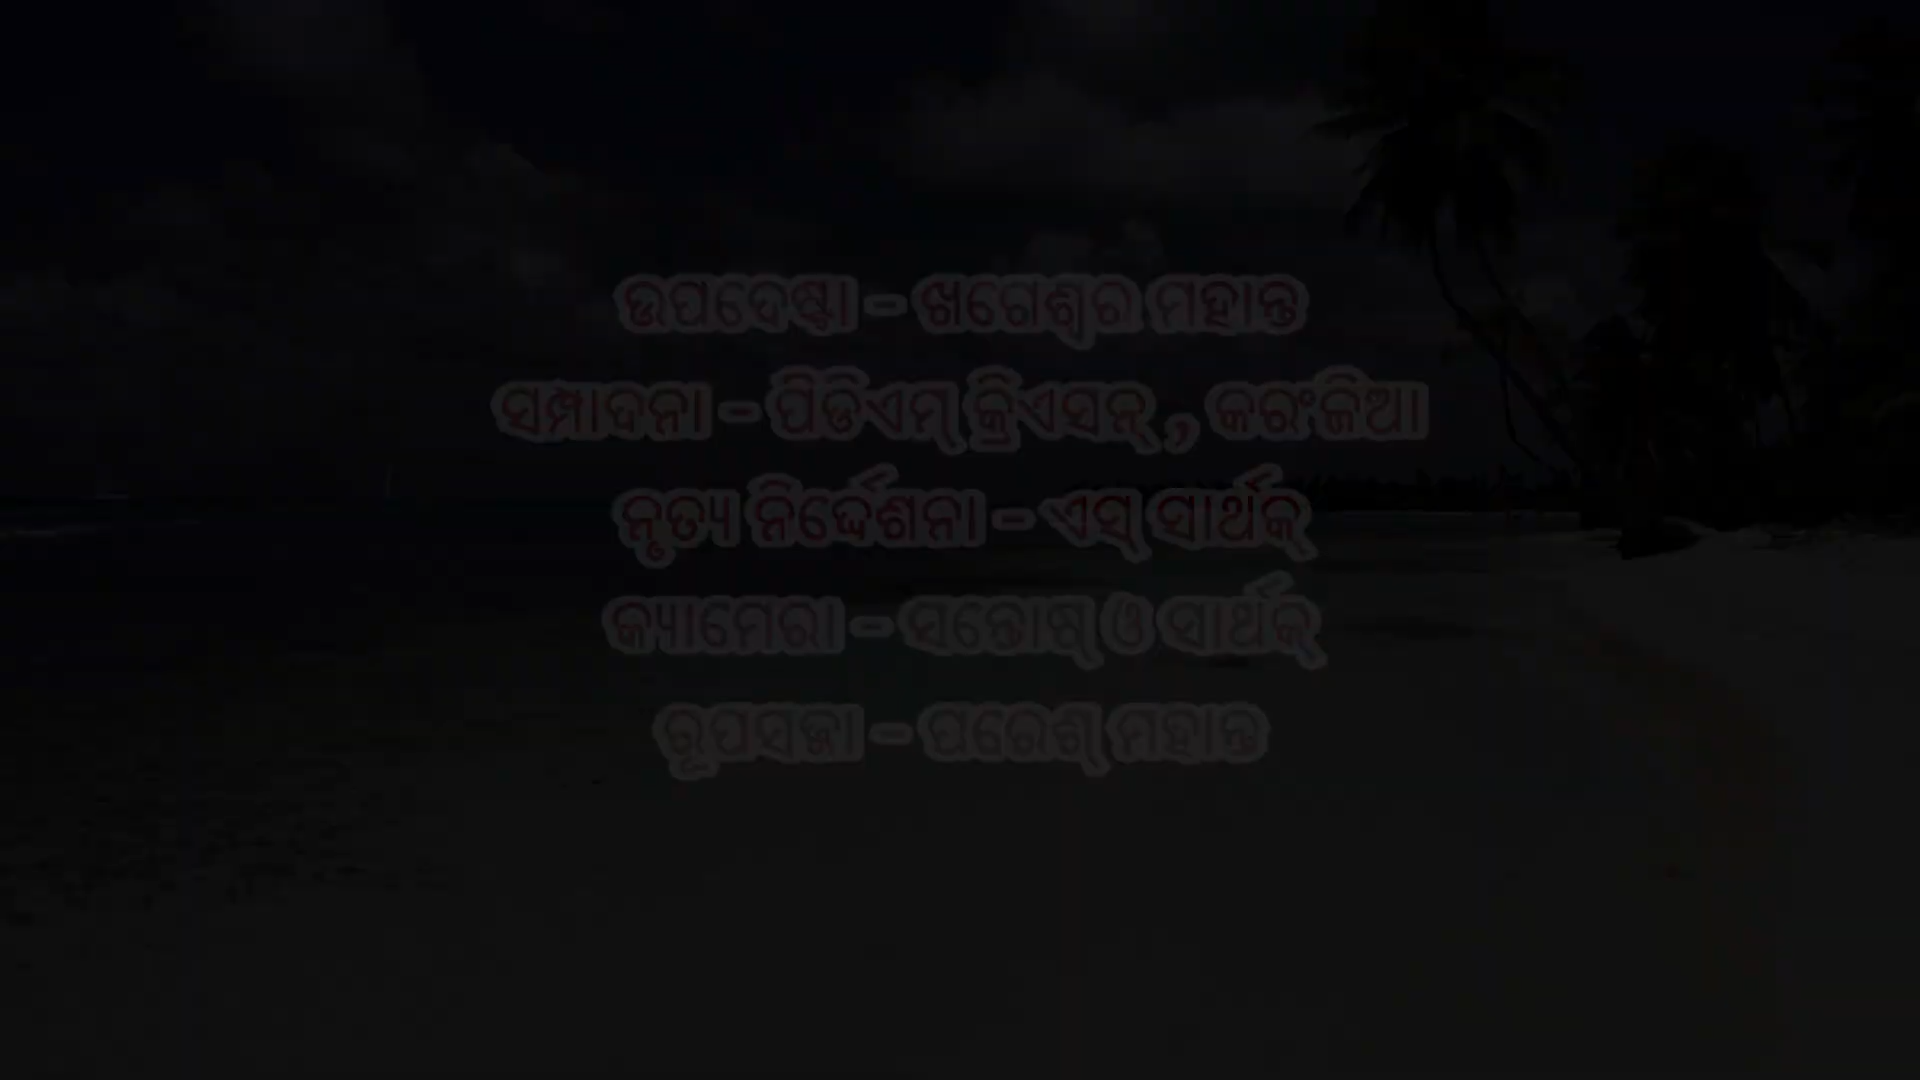 ଉପଦେଷ୍ଟା - ଖଗେଶ୍ୱର ମହାନ୍ତ
ସମ୍ପାଦନା - ପିଡିଏମ୍ କ୍ରିଏସନ୍ , କରଂଜିଆ
ନୃତ୍ୟ ନିର୍ଦ୍ଧେଶନା - ଏସ୍ ସାର୍ଥକ୍
କ୍ୟାମେରା - ସନ୍ତୋଷ୍ ଓ ସାର୍ଥକ୍
ରୂପସଜ୍ଜା - ପରେଶ୍ ମହାନ୍ତ